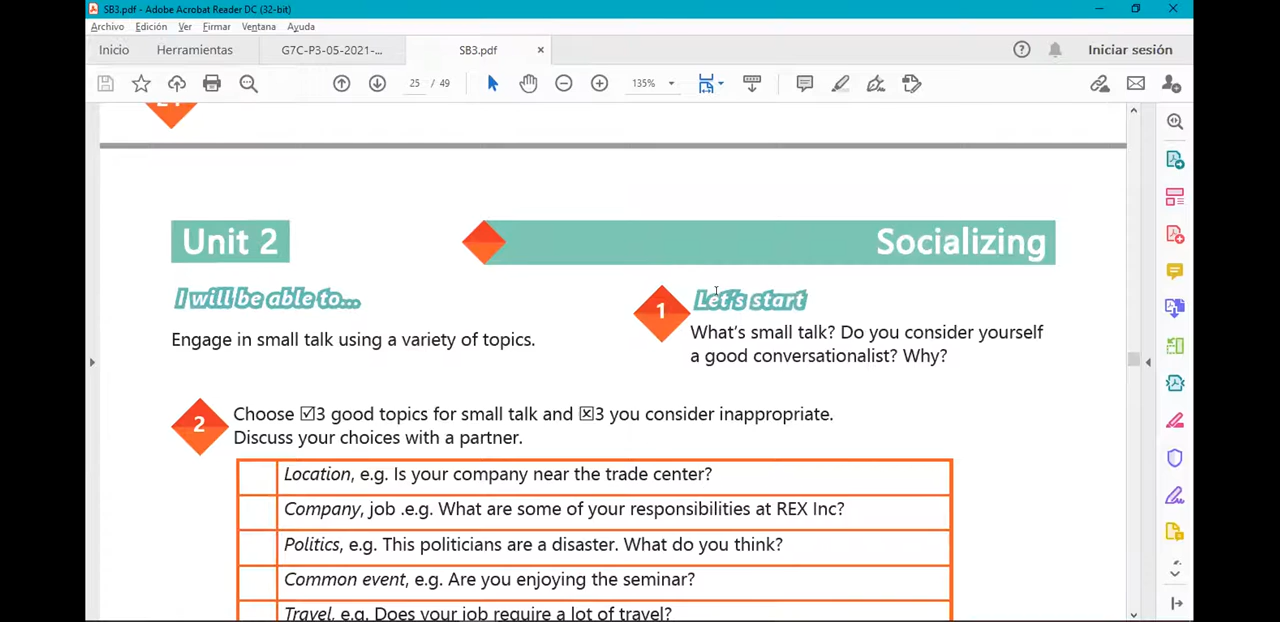 SB3.pdf - Adobe Acrobat Reader DC (32-bit)
Archivo Edición Ver Firmar Ventana Ayuda
Inicio Herramientas G7C-P3-05-2021-... SB3.pdf × Iniciar sesión
25 / 49 135%
Unit 2 Socializing
I will be able to...
Engage in small talk using a variety of topics.
1 Let's start
What's small talk? Do you consider yourself
a good conversationalist? Why?
2 Choose ☑3 good topics for small talk and ☒3 you consider inappropriate.
Discuss your choices with a partner.
Location, e.g. Is your company near the trade center?
Company, job .e.g. What are some of your responsibilities at REX Inc?
Politics, e.g. This politicians are a disaster. What do you think?
Common event, e.g. Are you enjoying the seminar?
Travel, e.g. Does your job require a lot of travel?